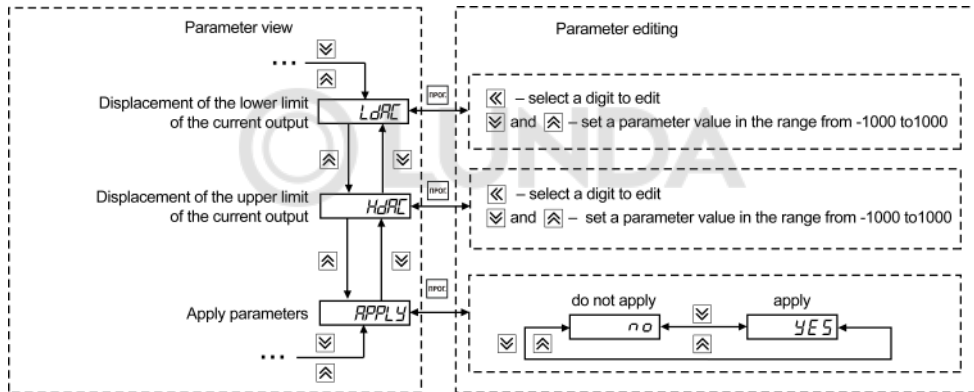 Parameter view
Parameter editing
...
Displacement of the lower limit
of the current output
LdAC
ПРОГ.
– select a digit to edit
and – set a parameter value in the range from -1000 to1000
LUNDA
Displacement of the upper limit
of the current output
HdAC
ПРОГ.
– select a digit to edit
and – set a parameter value in the range from -1000 to1000
Apply parameters
APPLY
ПРОГ.
do not apply
apply
no
YES
...